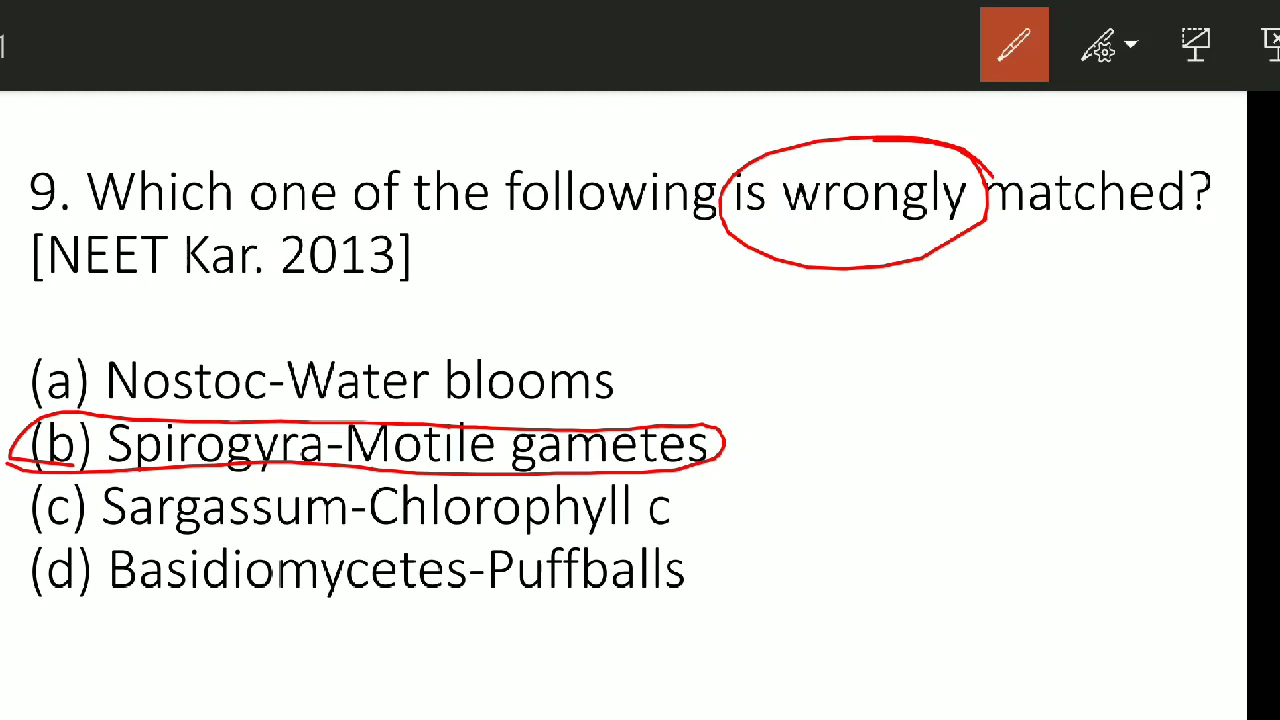 9. Which one of the following is wrongly matched?
[NEET Kar. 2013]
(a) Nostoc-Water blooms
(b) Spirogyra-Motile gametes
(c) Sargassum-Chlorophyll c
(d) Basidiomycetes-Puffballs